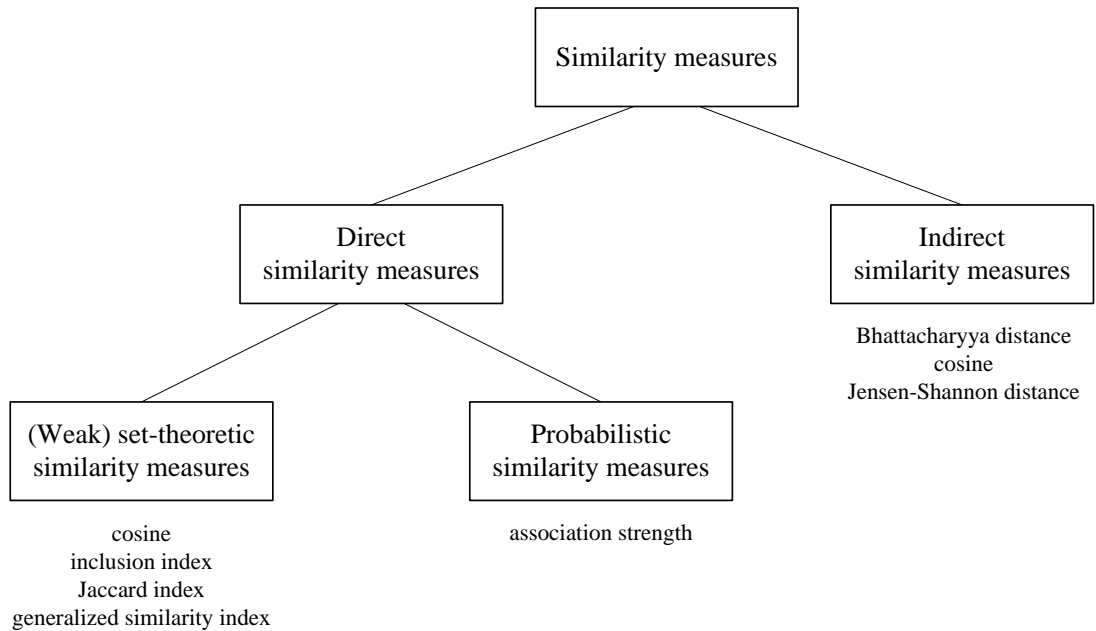 Similarity measures
Direct
similarity measures
Indirect
similarity measures
Bhattacharyya distance
cosine
Jensen-Shannon distance
(Weak) set-theoretic
similarity measures
Probabilistic
similarity measures
cosine
inclusion index
Jaccard index
generalized similarity index
association strength